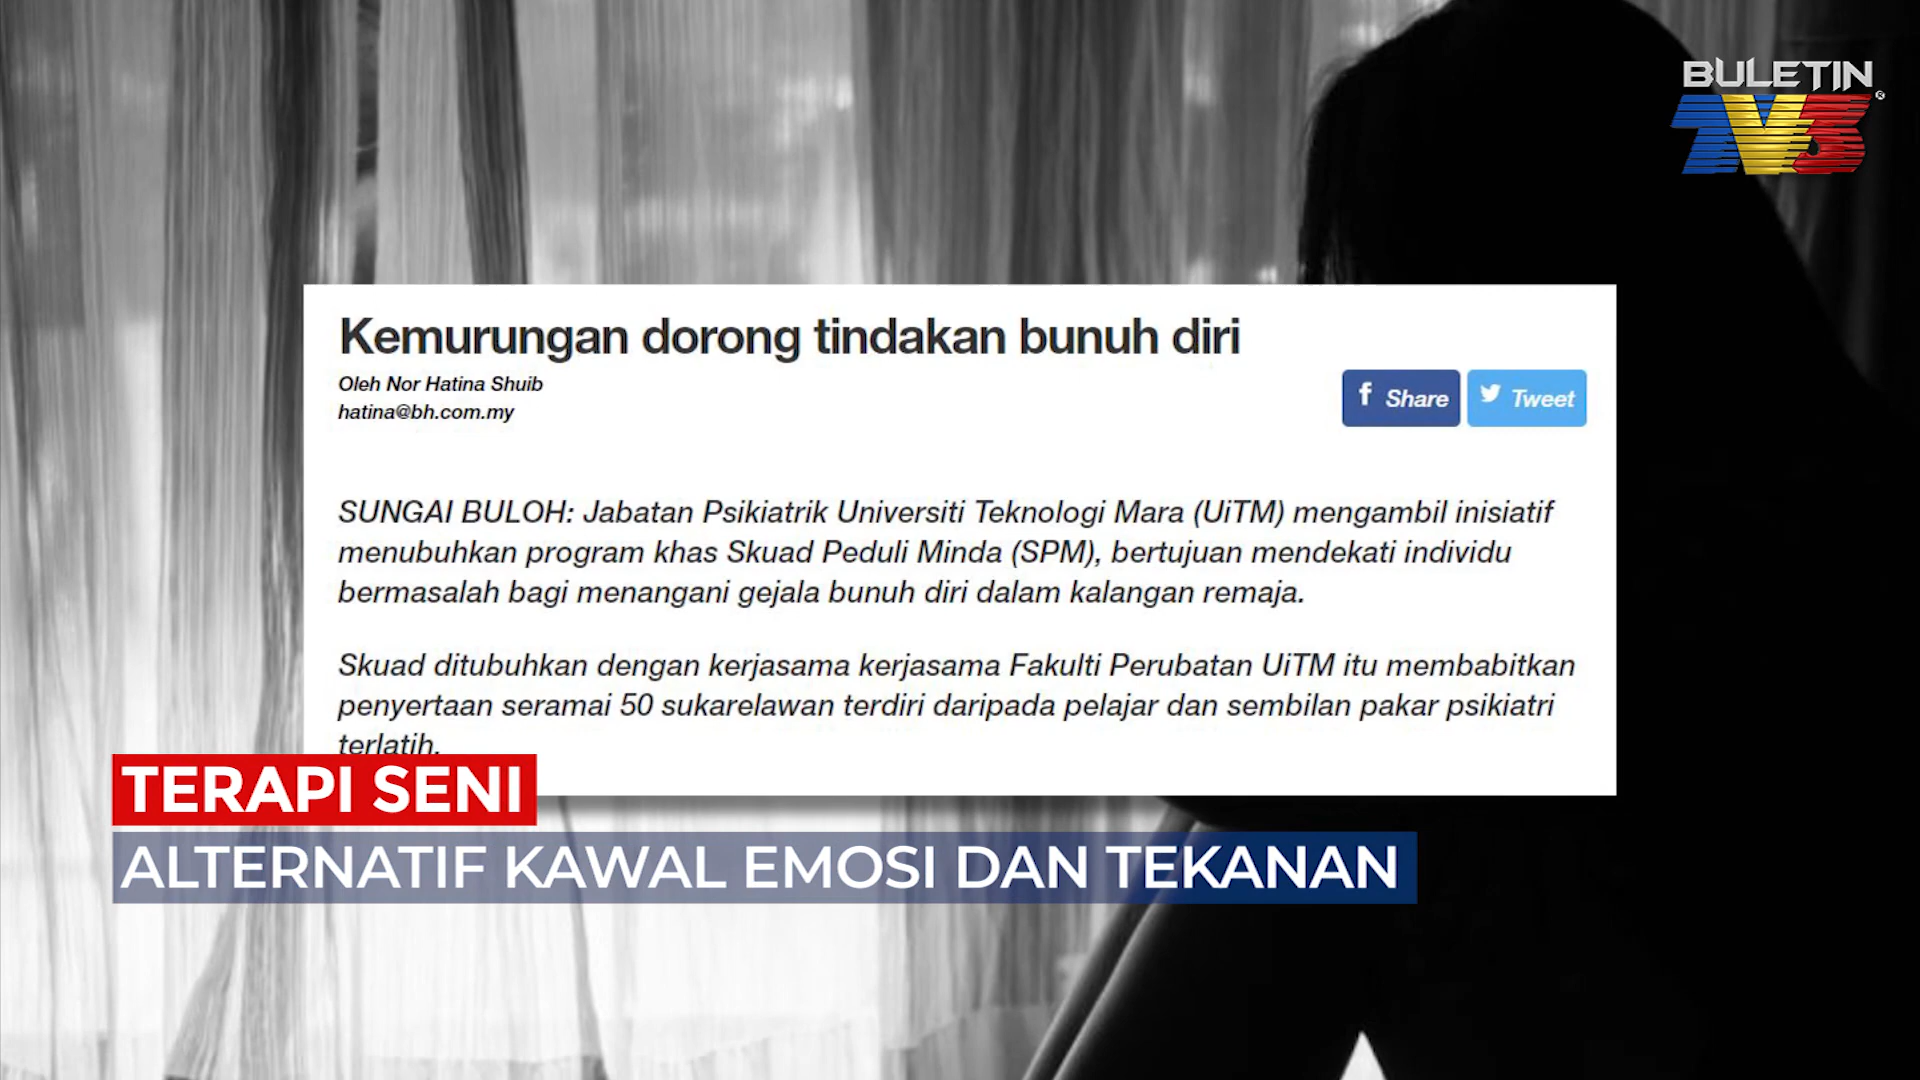 BULETIN
TV3
Kemurungan dorong tindakan bunuh diri
Oleh Nor Hatina Shuib
hatina@bh.com.my
Share
Tweet
SUNGAI BULOH: Jabatan Psikiatrik Universiti Teknologi Mara (UiTM) mengambil inisiatif
menubuhkan program khas Skuad Peduli Minda (SPM), bertujuan mendekati individu
bermasalah bagi menangani gejala bunuh diri dalam kalangan remaja.
Skuad ditubuhkan dengan kerjasama kerjasama Fakulti Perubatan UiTM itu membabitkan
penyertaan seramai 50 sukarelawan terdiri daripada pelajar dan sembilan pakar psikiatri
terlatih.
TERAPI SENI
ALTERNATIF KAWAL EMOSI DAN TEKANAN